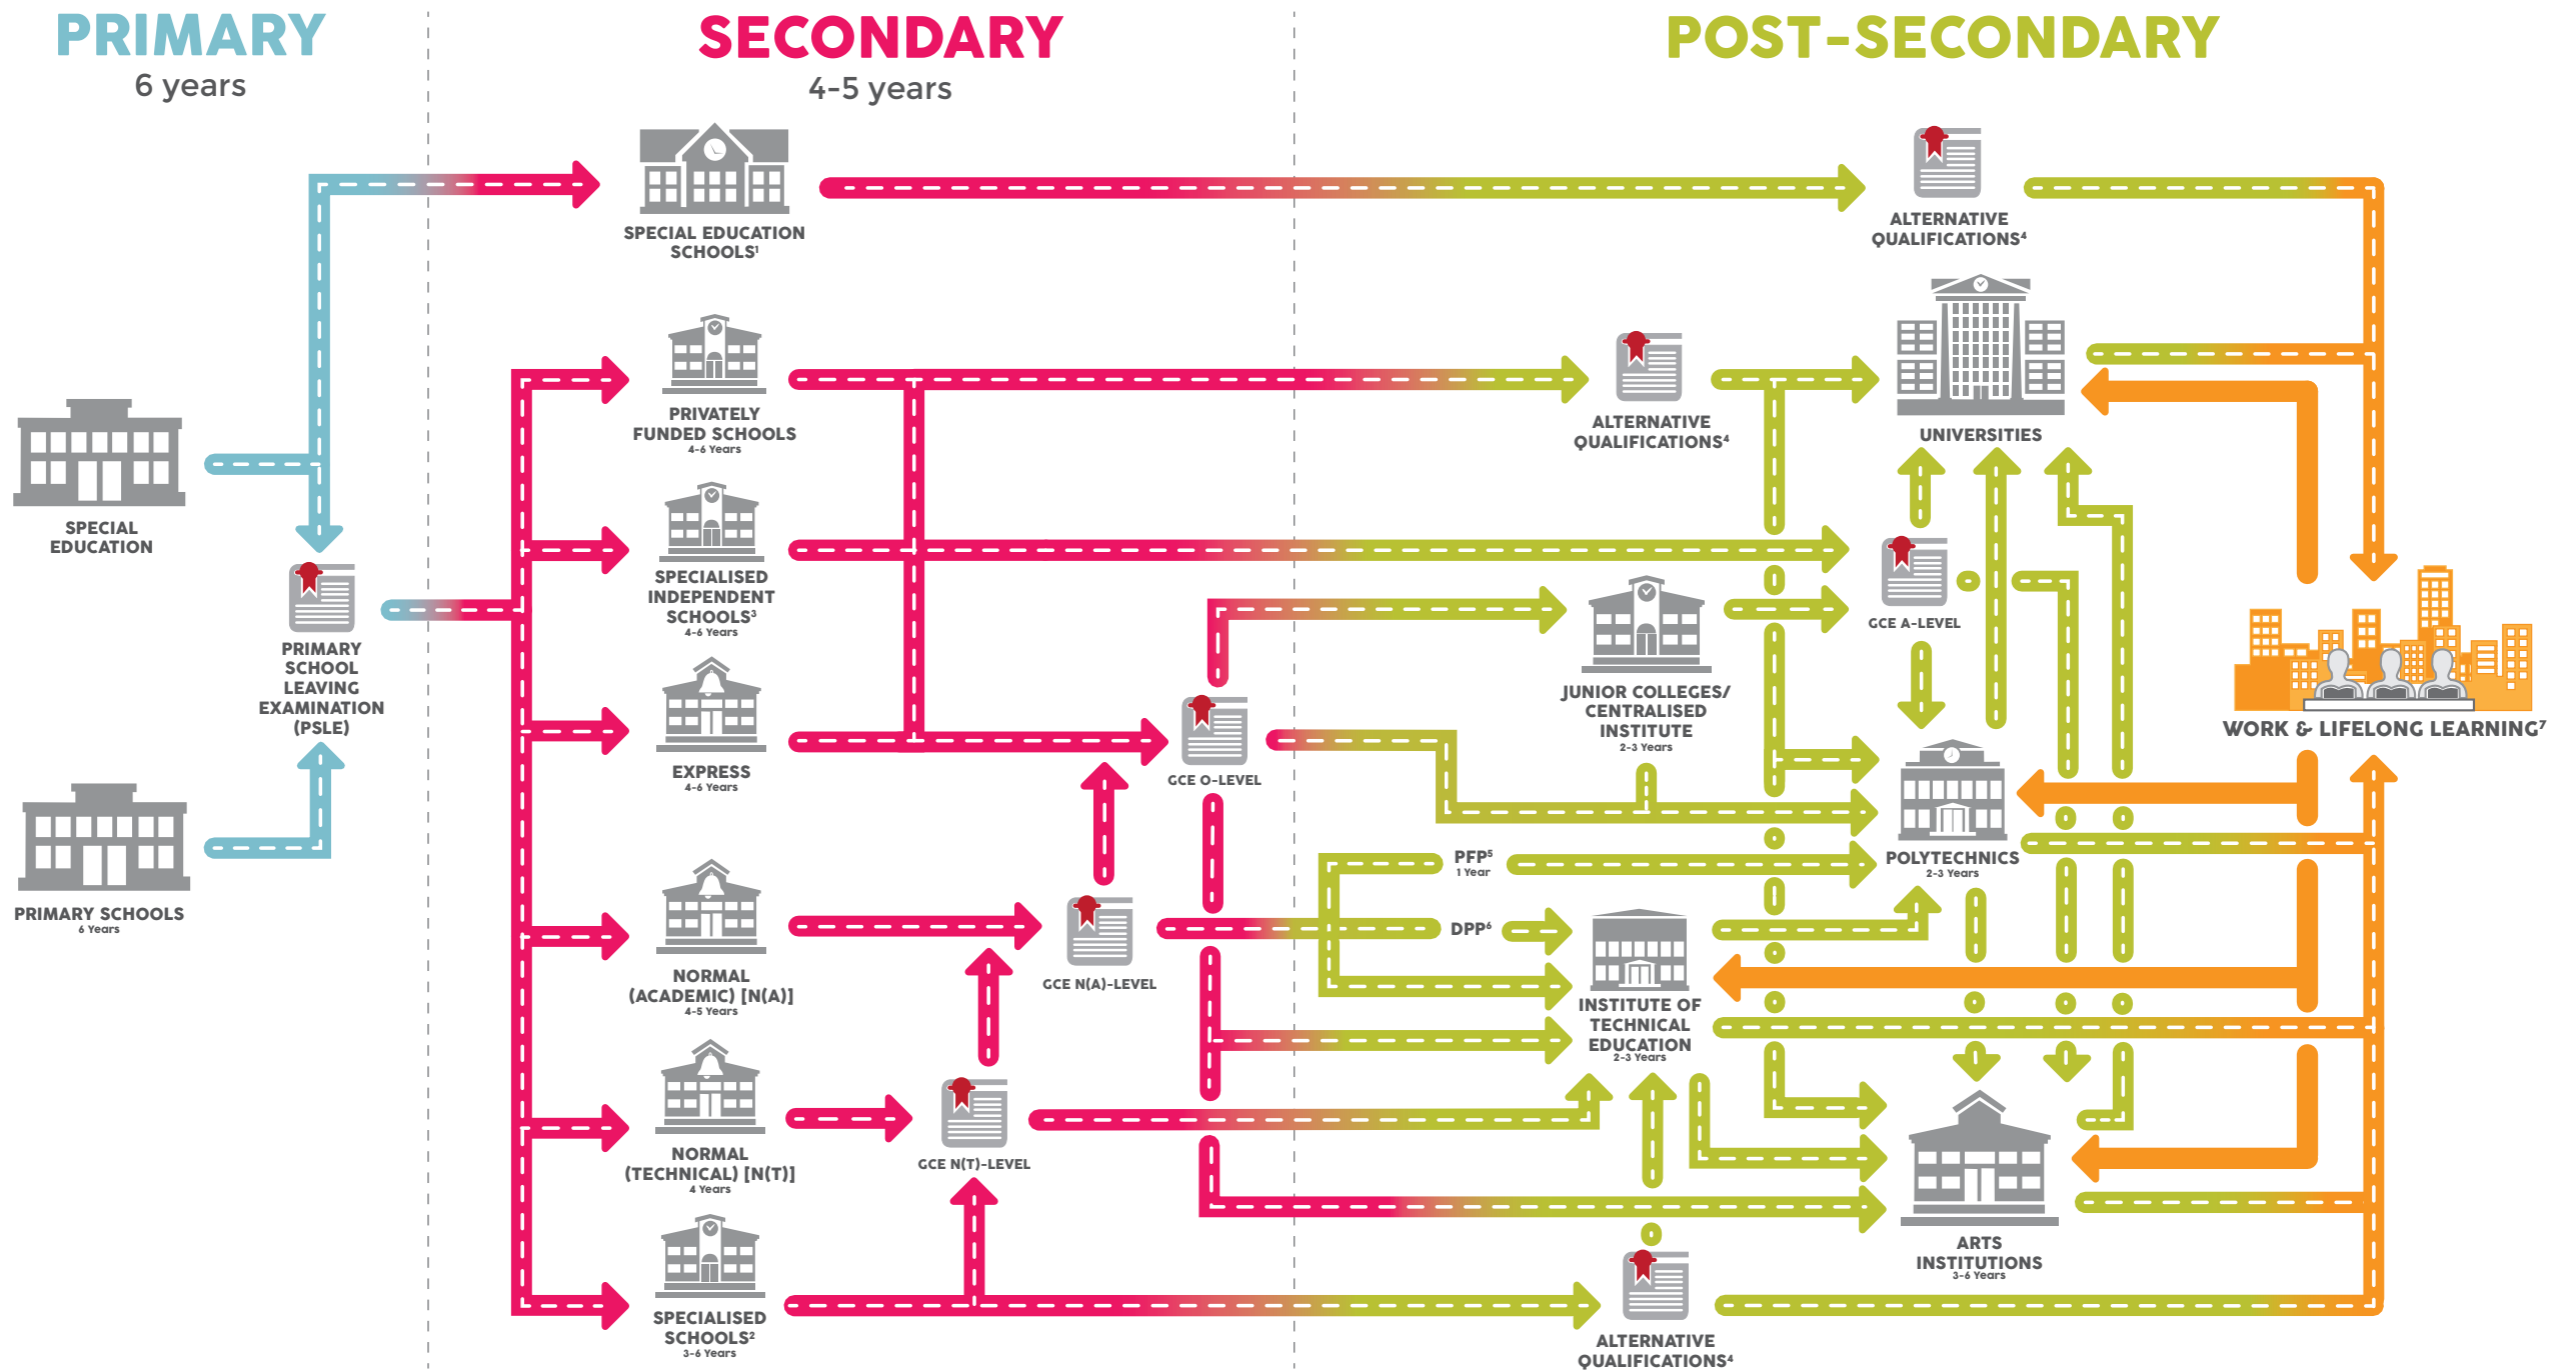 PRIMARY
6 years
SECONDARY
4-5 years
POST-SECONDARY
SPECIAL
EDUCATION
PRIMARY SCHOOLS
6 Years
PRIMARY
SCHOOL
LEAVING
EXAMINATION
(PSLE)
SPECIAL EDUCATION
SCHOOLS¹
PRIVATELY
FUNDED SCHOOLS
4-6 Years
SPECIALISED
INDEPENDENT
SCHOOLS³
4-6 Years
EXPRESS
4-6 Years
NORMAL
(ACADEMIC) [N(A)]
4-5 Years
NORMAL
(TECHNICAL) [N(T)]
4 Years
SPECIALISED
SCHOOLS²
3-6 Years
GCE O-LEVEL
GCE N(A)-LEVEL
GCE N(T)-LEVEL
ALTERNATIVE
QUALIFICATIONS⁴
ALTERNATIVE
QUALIFICATIONS⁴
UNIVERSITIES
GCE A-LEVEL
JUNIOR COLLEGES/
CENTRALISED
INSTITUTE
2-3 Years
PFP⁵
1 Year
DPP⁶
POLYTECHNICS
2-3 Years
INSTITUTE OF
TECHNICAL
EDUCATION
2-3 Years
ARTS
INSTITUTIONS
3-6 Years
ALTERNATIVE
QUALIFICATIONS⁴
WORK & LIFELONG LEARNING⁷